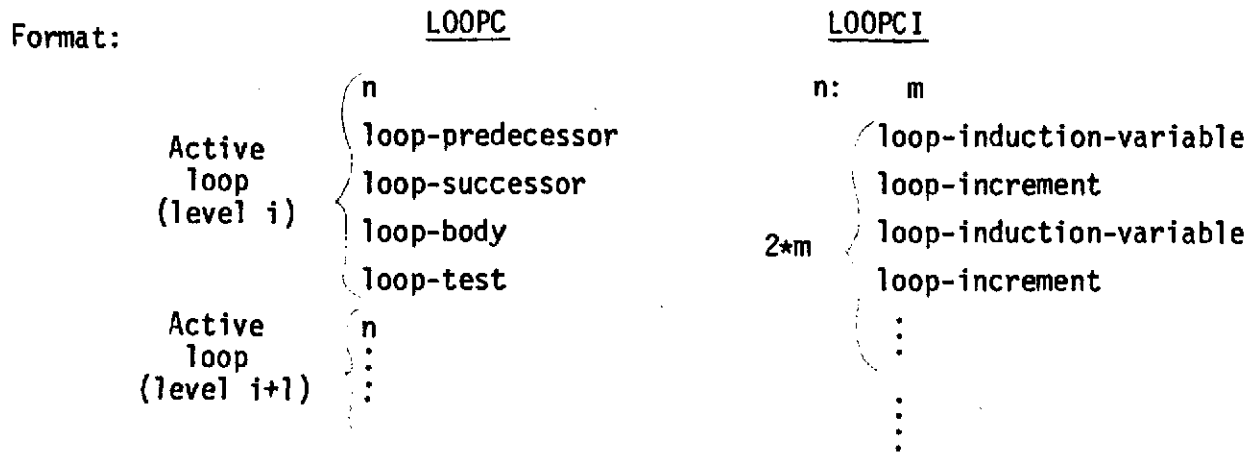 Format: LOOPC LOOPCI
n n: m
Active loop-predecessor loop-induction-variable
loop loop-successor loop-increment
(level i) loop-body 2*m loop-induction-variable
loop-test loop-increment
Active n
loop
(level i+1)